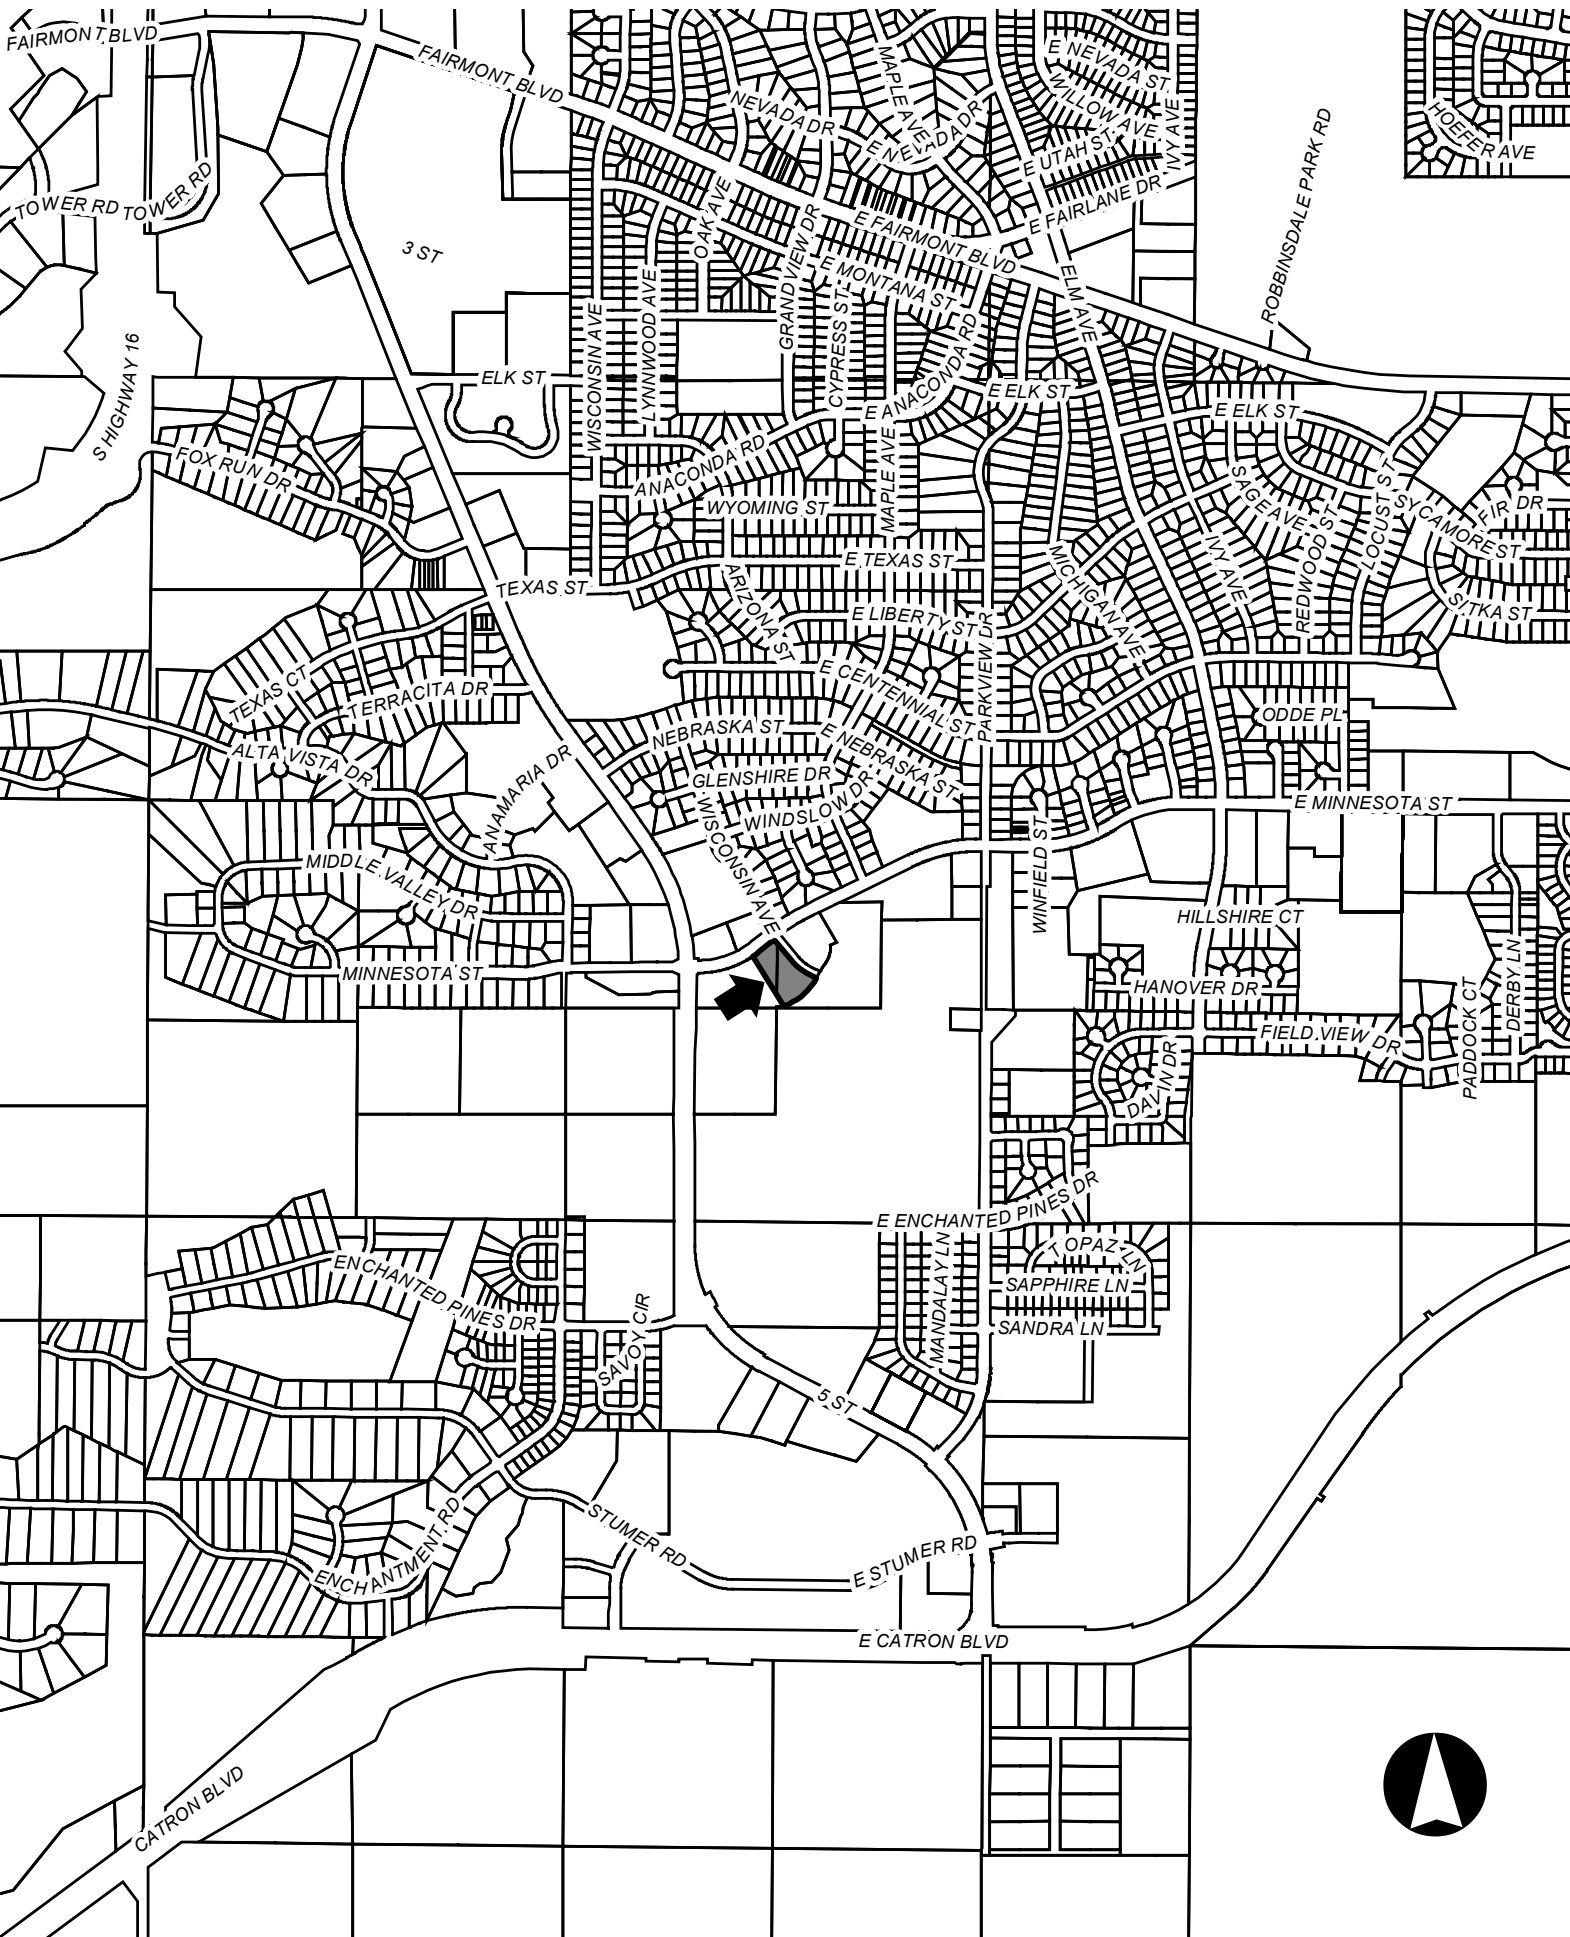 FAIRMONT BLVD
FAIRMONT BLVD
E NEVADA ST
MAPLE AVE
WILLOW AVE
NEVADA DR
E NEVADA DR
IVY AVE
HOEFER AVE
E UTAH ST
ROBBINSDALE PARK RD
TOWER RD
TOWER RD
OAK AVE
E FAIRLANE DR
3 ST
GRANDVIEW DR
E FAIRMONT BLVD
E MONTANA ST
ELM AVE
LYNNWOOD AVE
WISCONSIN AVE
CYPRESS ST
S HIGHWAY 16
ELK ST
E ANACONDA RD
E ELK ST
E ELK ST
FOX RUN DR
ANACONDA RD
MAPLE AVE
WYOMING ST
SAGE AVE
LOCUST ST
SYCAMORE ST
FIR DR
REDWOOD ST
IVY AVE
TEXAS ST
E TEXAS ST
ARIZONA ST
MICHIGAN AVE
E LIBERTY ST
SITKA ST
PARKVIEW DR
E CENTENNIAL ST
TEXAS CT
TERRACITA DR
ODDE PL
NEBRASKA ST
E NEBRASKA ST
ALTA VISTA DR
ANAMARIA DR
GLENSHIRE DR
WINDSLOW DR
WISCONSIN AVE
E MINNESOTA ST
WINFIELD ST
MIDDLE VALLEY DR
HILLSHIRE CT
MINNESOTA ST
HANOVER DR
DERBY LN
PADDOCK CT
FIELD VIEW DR
DAVIN DR
E ENCHANTED PINES DR
TOPAZ LN
ENCHANTED PINES DR
SAPPHIRE LN
MANDALAY LN
SANDRA LN
SAVOY CIR
5 ST
ENCHANTMENT RD
STUMER RD
E STUMER RD
E CATRON BLVD
CATRON BLVD